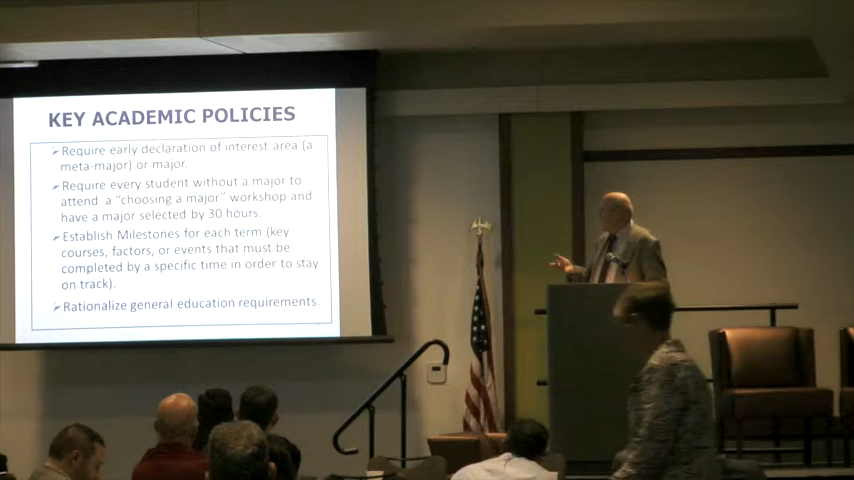 KEY ACADEMIC POLICIES
➢Require early declaration of interest area (a
meta-major) or major.
➢Require every student without a major to
attend a "choosing a major" workshop and
have a major selected by 30 hours.
➢Establish Milestones for each term (key
courses, factors, or events that must be
completed by a specific time in order to stay
on track).
➢Rationalize general education requirements.